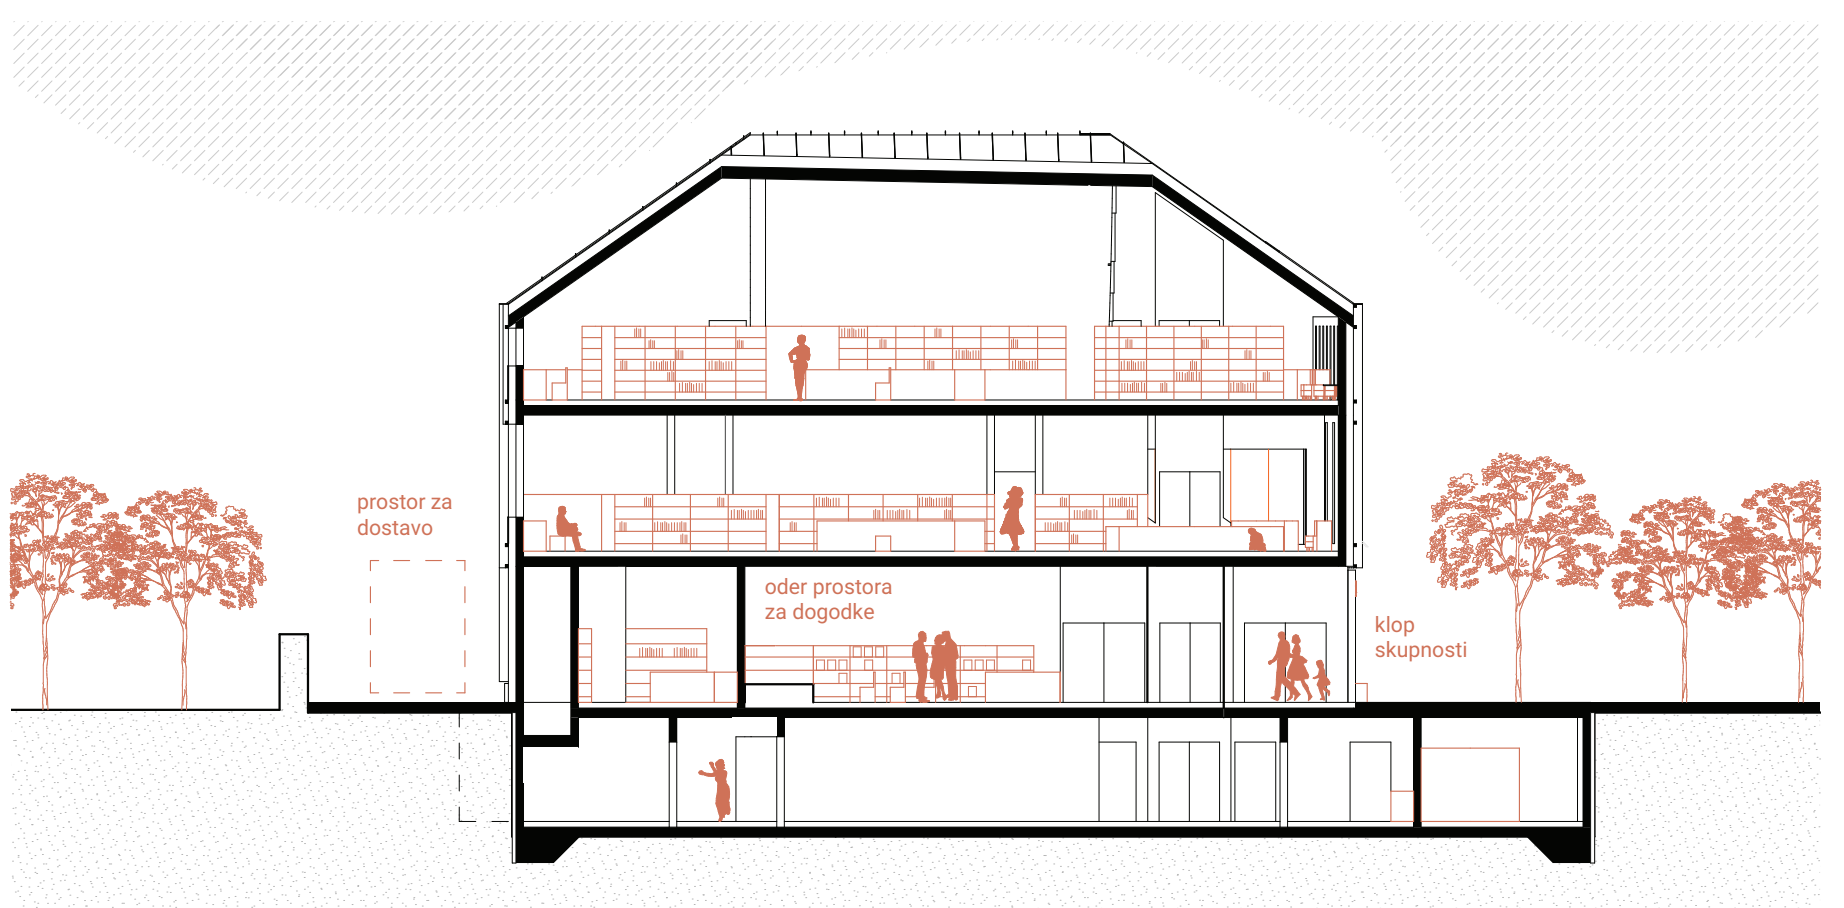 prostor za
dostavo
oder prostora
za dogodke
klop
skupnosti